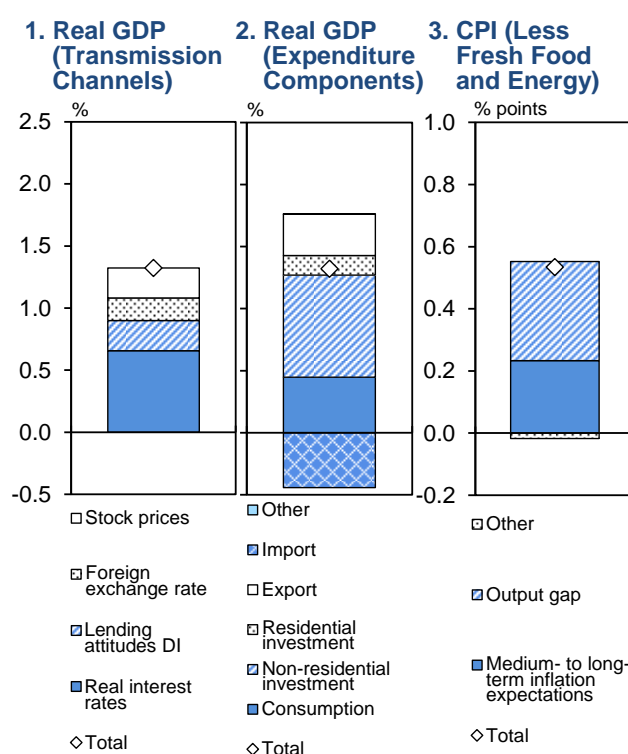 1. Real GDP (Transmission Channels)
2. Real GDP (Expenditure Components)
3. CPI (Less Fresh Food and Energy)
%
2.5
2.0
1.5
1.0
0.5
0.0
-0.5
Stock prices
Foreign
exchange rate
Lending
attitudes DI
Real interest
rates
Total
%
Other
Import
Export
Residential
investment
Non-residential
investment
Consumption
Total
% points
1.0
0.8
0.6
0.4
0.2
0.0
-0.2
Other
Output gap
Medium- to long-
term inflation
expectations
Total